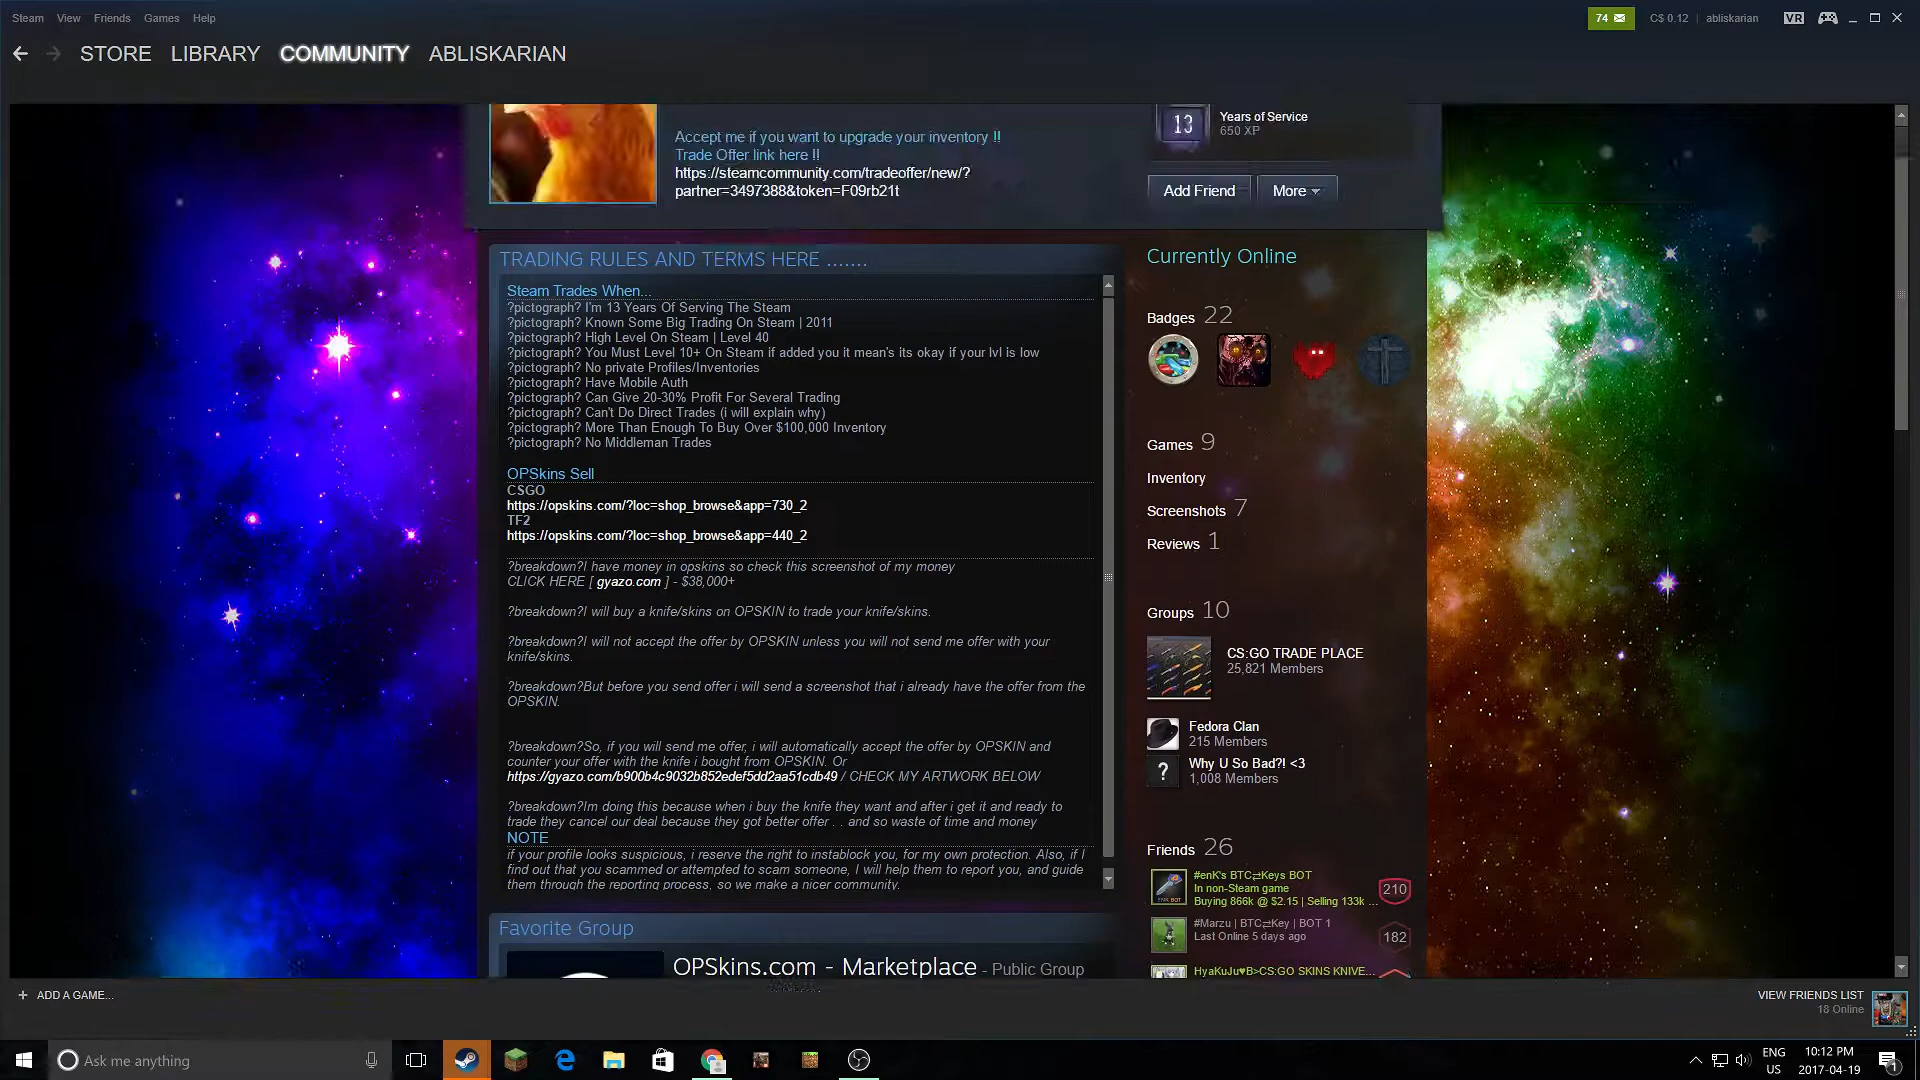 Steam View Friends Games Help
74 C$ 0.12 abliskarian VR
STORE LIBRARY COMMUNITY ABLISKARIAN
Accept me if you want to upgrade your inventory !!
Trade Offer link here !!
https://steamcommunity.com/tradeoffer/new/?
partner=3497388&token=F09rb21t
13
Years of Service
650 XP
Add Friend More
TRADING RULES AND TERMS HERE .......
Steam Trades When...
?pictograph? I'm 13 Years Of Serving The Steam
?pictograph? Known Some Big Trading On Steam | 2011
?pictograph? High Level On Steam | Level 40
?pictograph? You Must Level 10+ On Steam if added you it mean's its okay if your lvl is low
?pictograph? No private Profiles/Inventories
?pictograph? Have Mobile Auth
?pictograph? Can Give 20-30% Profit For Several Trading
?pictograph? Can't Do Direct Trades (i will explain why)
?pictograph? More Than Enough To Buy Over $100,000 Inventory
?pictograph? No Middleman Trades
OPSkins Sell
CSGO
https://opskins.com/?loc=shop_browse&app=730_2
TF2
https://opskins.com/?loc=shop_browse&app=440_2
?breakdown?I have money in opskins so check this screenshot of my money
CLICK HERE [ gyazo.com ] - $38,000+
?breakdown?I will buy a knife/skins on OPSKIN to trade your knife/skins.
?breakdown?I will not accept the offer by OPSKIN unless you will not send me offer with your
knife/skins.
?breakdown?But before you send offer i will send a screenshot that i already have the offer from the
OPSKIN.
?breakdown?So, if you will send me offer, i will automatically accept the offer by OPSKIN and
counter your offer with the knife i bought from OPSKIN. Or
https://gyazo.com/b900b4c9032b852edef5dd2aa51cdb49 / CHECK MY ARTWORK BELOW
?breakdown?Im doing this because when i buy the knife they want and after i get it and ready to
trade they cancel our deal because they got better offer . . and so waste of time and money
NOTE
if your profile looks suspicious, i reserve the right to instablock you, for my own protection. Also, if I
find out that you scammed or attempted to scam someone, I will help them to report you, and guide
them through the reporting process, so we make a nicer community.
Favorite Group
OPSkins.com - Marketplace - Public Group
Currently Online
Badges 22
Games 9
Inventory
Screenshots 7
Reviews 1
Groups 10
CS:GO TRADE PLACE
25,821 Members
Fedora Clan
215 Members
?
Why U So Bad?! <3
1,008 Members
Friends 26
#enK's BTC⇄Keys BOT
In non-Steam game
Buying 866k @ $2.15 | Selling 133k ...
210
#Marzu | BTC⇄Key | BOT 1
Last Online 5 days ago
182
HyaKuJu♥B>CS:GO SKINS KNIVE...
+ ADD A GAME...
VIEW FRIENDS LIST
18 Online
Ask me anything
ENG
US
10:12 PM
2017-04-19
1